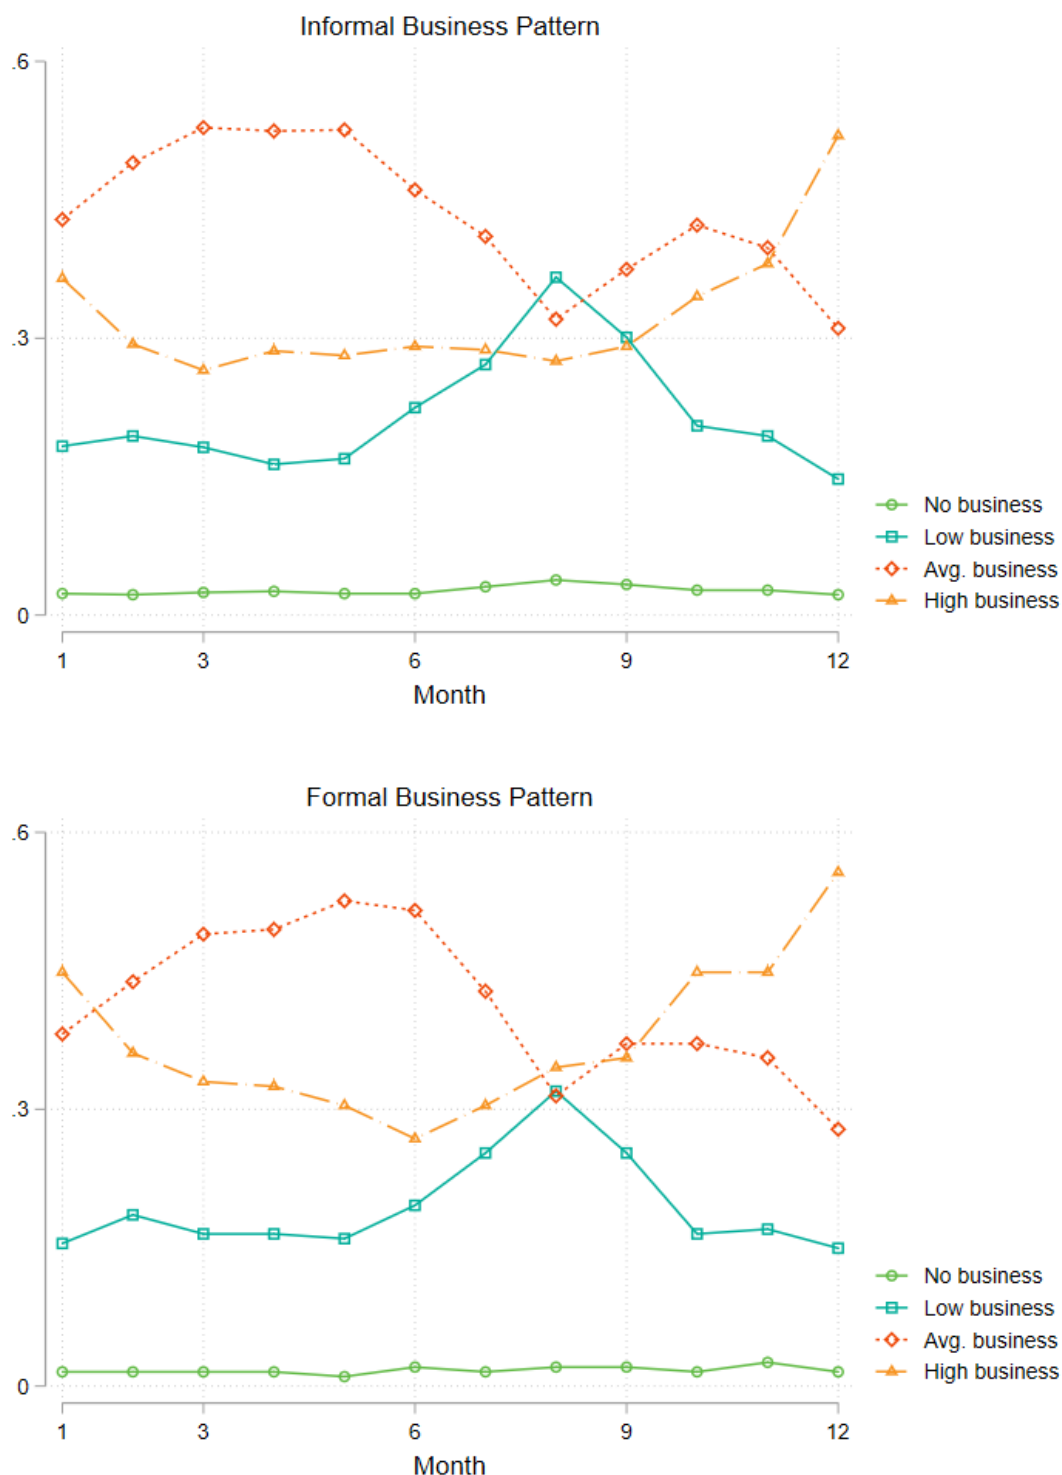 Informal Business Pattern
.6
.3
0
1 3 6 9 12
Month
No business
Low business
Avg. business
High business
Formal Business Pattern
.6
.3
0
1 3 6 9 12
Month
No business
Low business
Avg. business
High business